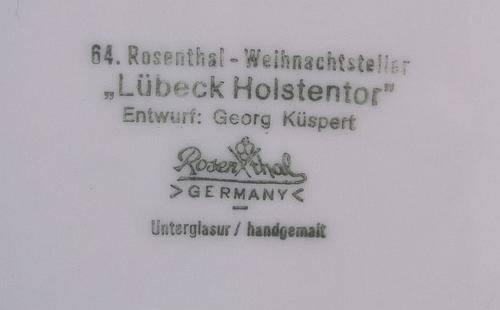 64. Rosenthal - Weihnachtsteller
„Lübeck Holstentor"
Entwurf: Georg Küspert
Rosenthal
>GERMANY<
Unterglasur / handgemalt